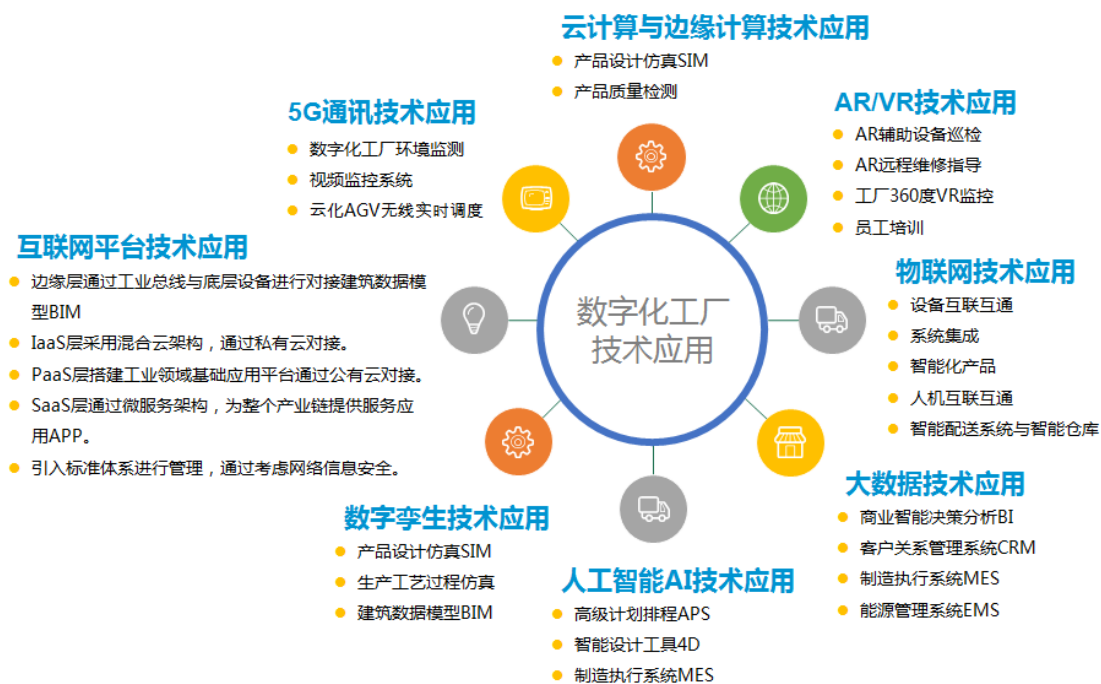 云计算与边缘计算技术应用
产品设计仿真SIM
产品质量检测
5G通讯技术应用
数字化工厂环境监测
视频监控系统
云化AGV无线实时调度
AR/VR技术应用
AR辅助设备巡检
AR远程维修指导
工厂360度VR监控
员工培训
互联网平台技术应用
边缘层通过工业总线与底层设备进行对接建筑数据模
型BIM
IaaS层采用混合云架构，通过私有云对接。
PaaS层搭建工业领域基础应用平台通过公有云对接。
SaaS层通过微服务架构，为整个产业链提供服务应
用APP。
引入标准体系进行管理，通过考虑网络信息安全。
数字化工厂
技术应用
物联网技术应用
设备互联互通
系统集成
智能化产品
人机互联互通
智能配送系统与智能仓库
数字孪生技术应用
产品设计仿真SIM
生产工艺过程仿真
建筑数据模型BIM
人工智能AI技术应用
高级计划排程APS
智能设计工具4D
制造执行系统MES
大数据技术应用
商业智能决策分析BI
客户关系管理系统CRM
制造执行系统MES
能源管理系统EMS